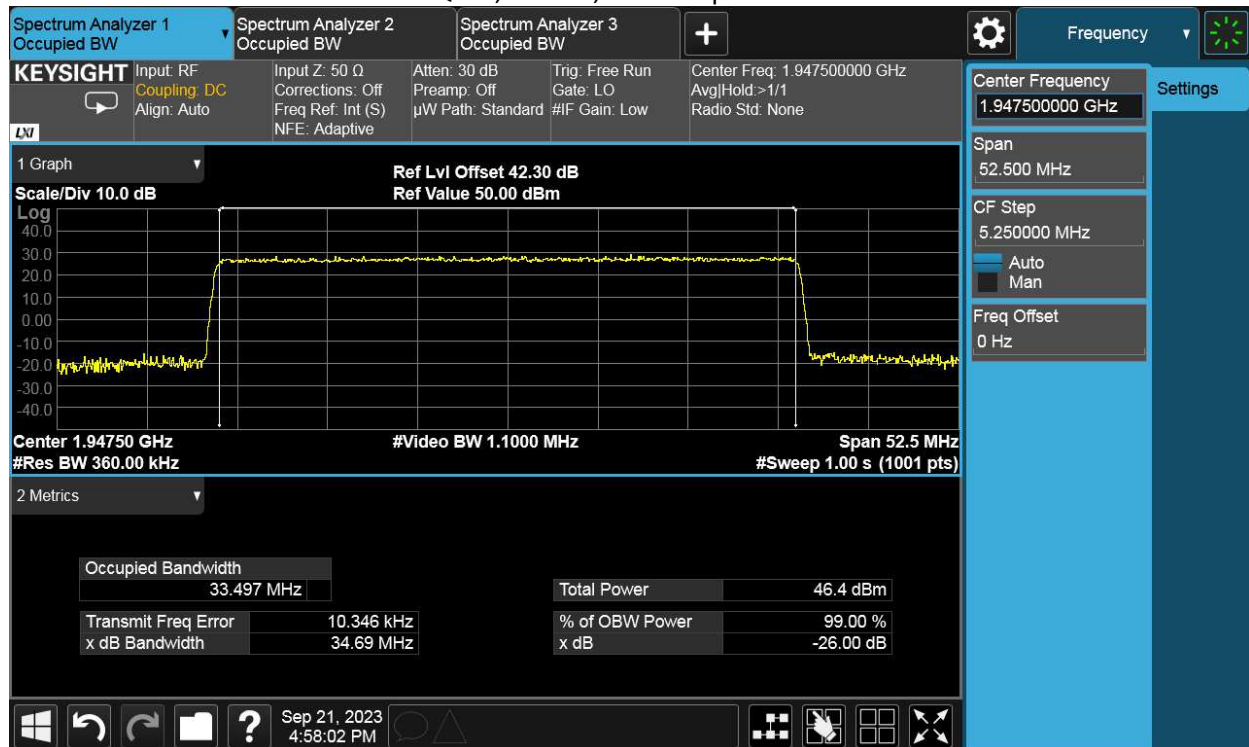 Spectrum Analyzer 1
Occupied BW
Spectrum Analyzer 2
Occupied BW
Spectrum Analyzer 3
Occupied BW
+
Frequency
KEYSIGHT
LXI
Input: RF
Coupling: DC
Align: Auto
Input Z: 50 Ω
Corrections: Off
Freq Ref: Int (S)
NFE: Adaptive
Atten: 30 dB
Preamp: Off
µW Path: Standard
Trig: Free Run
Gate: LO
#IF Gain: Low
Center Freq: 1.947500000 GHz
Avg|Hold:>1/1
Radio Std: None
Center Frequency
1.947500000 GHz
Settings
Span
52.500 MHz
CF Step
5.250000 MHz
Auto
Man
Freq Offset
0 Hz
1 Graph
Scale/Div 10.0 dB
Ref Lvl Offset 42.30 dB
Ref Value 50.00 dBm
Log
40.0
30.0
20.0
10.0
0.00
-10.0
-20.0
-30.0
-40.0
Center 1.94750 GHz
#Video BW 1.1000 MHz
Span 52.5 MHz
#Res BW 360.00 kHz
#Sweep 1.00 s (1001 pts)
2 Metrics
Occupied Bandwidth
33.497 MHz
Total Power 46.4 dBm
Transmit Freq Error 10.346 kHz
% of OBW Power 99.00 %
x dB Bandwidth 34.69 MHz
x dB -26.00 dB
?
Sep 21, 2023
4:58:02 PM